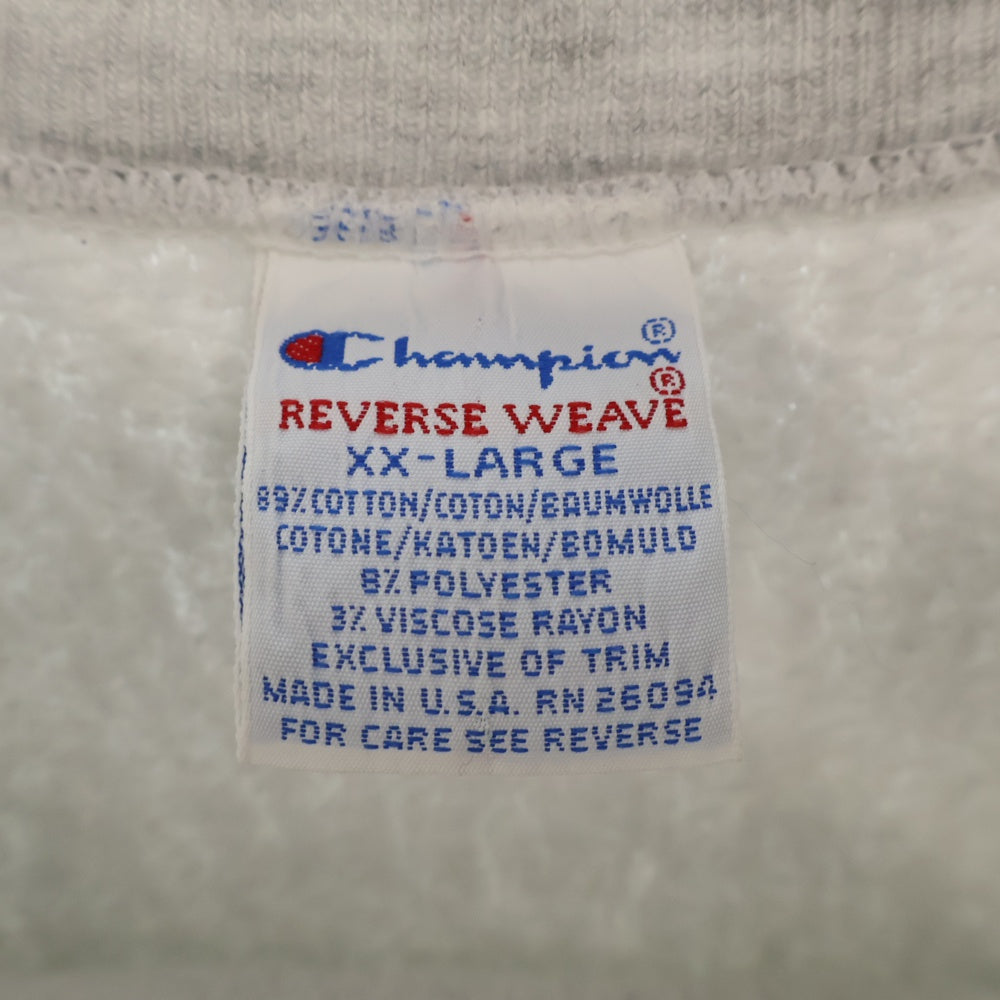 Champion®
REVERSE WEAVE®
XX-LARGE
89% COTTON/COTON/BAUMWOLLE
COTONE/KATOEN/BOMULD
8% POLYESTER
3% VISCOSE RAYON
EXCLUSIVE OF TRIM
MADE IN U.S.A. RN 26094
FOR CARE SEE REVERSE